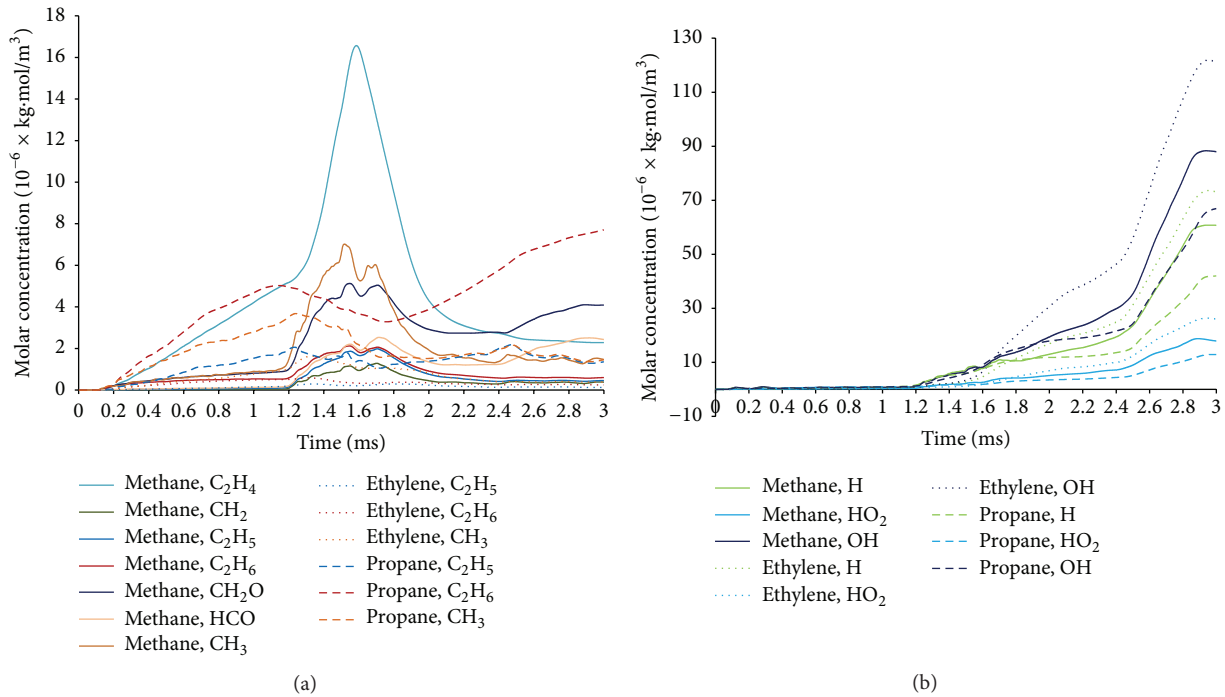 Molar concentration (10⁻⁶ × kg·mol/m³)
18
16
14
12
10
8
6
4
2
0
0 0.2 0.4 0.6 0.8 1 1.2 1.4 1.6 1.8 2 2.2 2.4 2.6 2.8 3
Time (ms)
Methane, C₂H₄
Methane, CH₂
Methane, C₂H₅
Methane, C₂H₆
Methane, CH₂O
Methane, HCO
Methane, CH₃
Ethylene, C₂H₅
Ethylene, C₂H₆
Ethylene, CH₃
Propane, C₂H₅
Propane, C₂H₆
Propane, CH₃
(a)
Molar concentration (10⁻⁶ × kg·mol/m³)
130
110
90
70
50
30
10
−10
0 0.2 0.4 0.6 0.8 1 1.2 1.4 1.6 1.8 2 2.2 2.4 2.6 2.8 3
Time (ms)
Methane, H
Methane, HO₂
Methane, OH
Ethylene, H
Ethylene, HO₂
Ethylene, OH
Propane, H
Propane, HO₂
Propane, OH
(b)